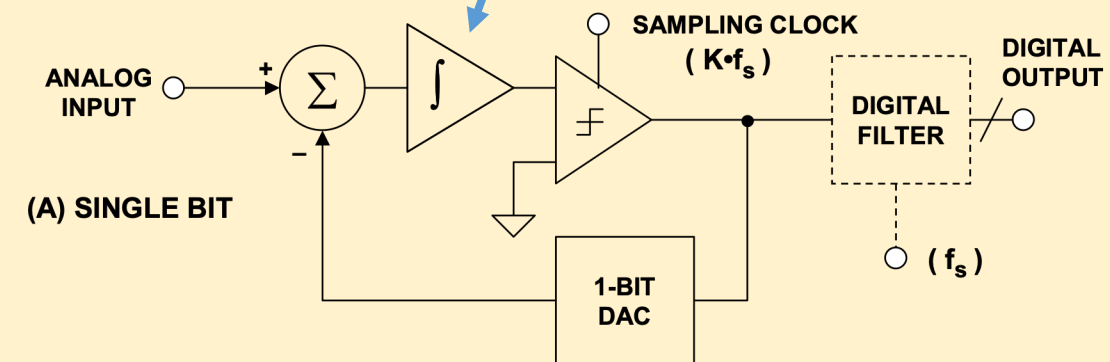 SAMPLING CLOCK
( K•fs )
ANALOG
INPUT
+
Σ
∫
−
DIGITAL
FILTER
DIGITAL
OUTPUT
(A) SINGLE BIT
( fs )
1-BIT
DAC